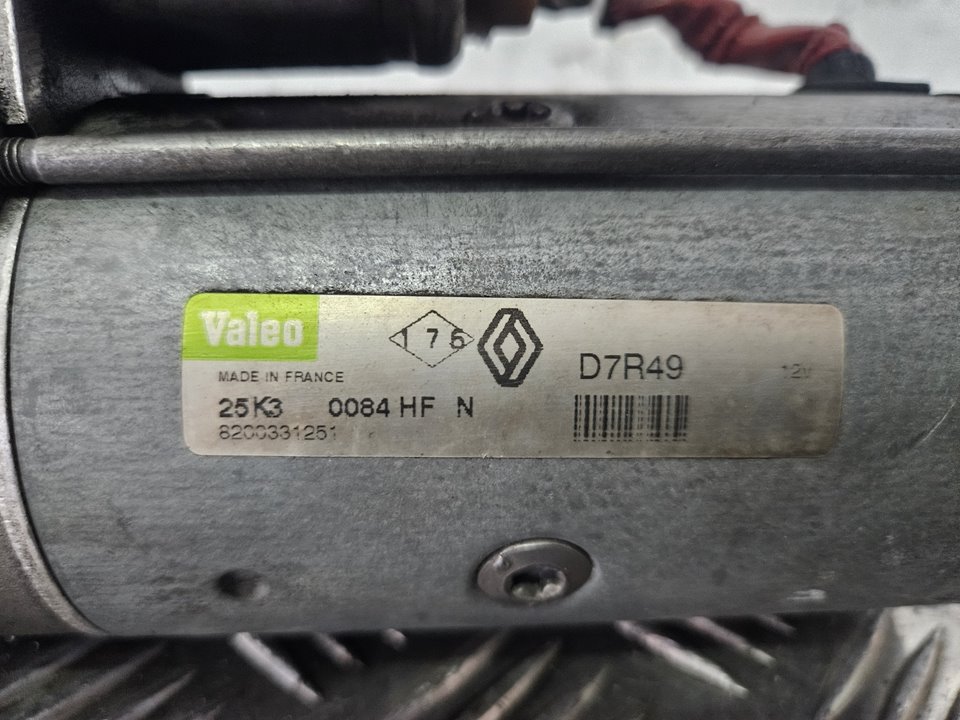 Valeo
176
D7R49
12V
MADE IN FRANCE
25K3 0084 HF N
8200331251